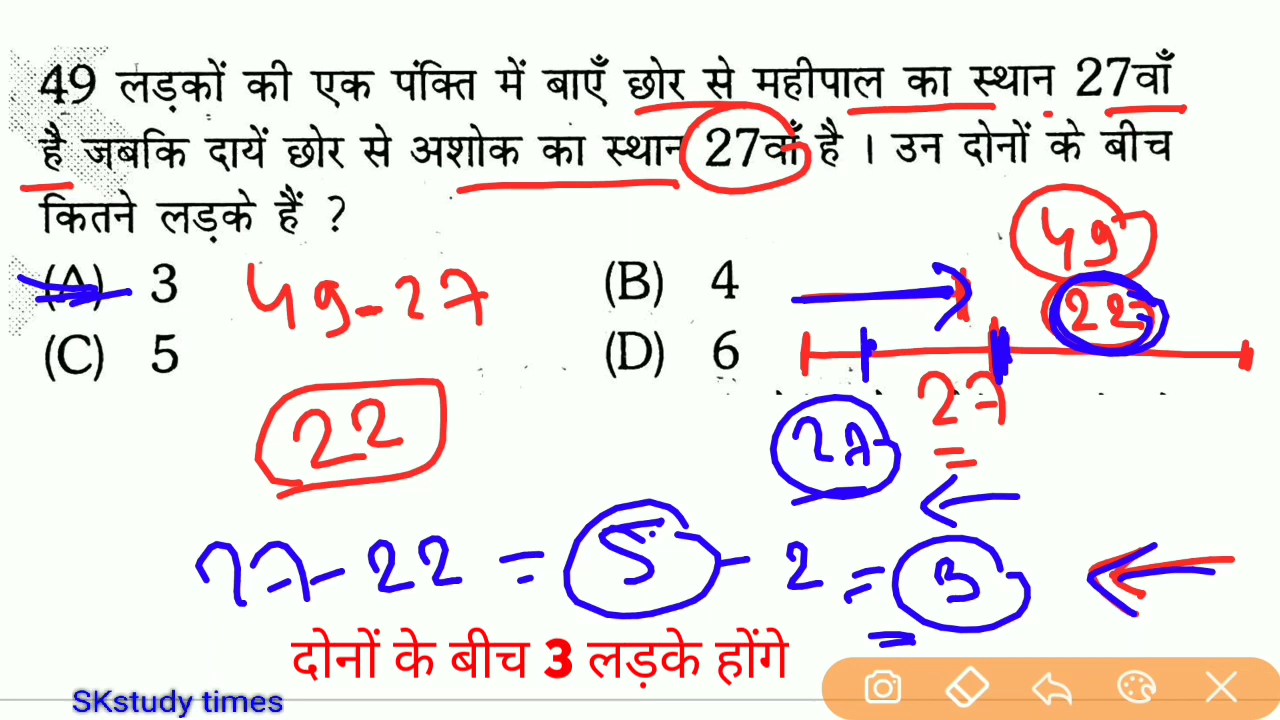 49 लड़कों की एक पंक्ति में बाएँ छोर से महीपाल का स्थान 27वाँ
है जबकि दायें छोर से अशोक का स्थान 27वाँ है । उन दोनों के बीच
कितने लड़के हैं ?
49
(A) 3
49-27
(B) 4
22
(C) 5
(D) 6
27
22
27
27-22 = 5 - 2 = 3
दोनों के बीच 3 लड़के होंगे
SKstudy times